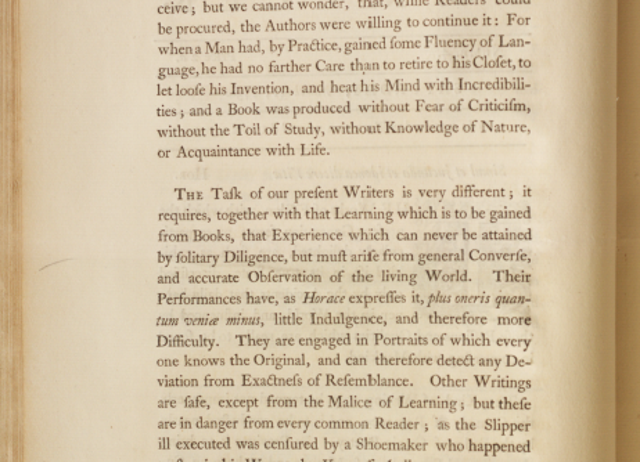 ceive; but we cannot wonder, that, while Readers could
be procured, the Authors were willing to continue it: For
when a Man had, by Practice, gained ſome Fluency of Lan-
guage, he had no farther Care than to retire to his Cloſet, to
let looſe his Invention, and heat his Mind with Incredibili-
ties; and a Book was produced without Fear of Criticiſm,
without the Toil of Study, without Knowledge of Nature,
or Acquaintance with Life.
THE Taſk of our preſent Writers is very different; it
requires, together with that Learning which is to be gained
from Books, that Experience which can never be attained
by ſolitary Diligence, but muſt ariſe from general Converſe,
and accurate Obſervation of the living World. Their
Performances have, as Horace expreſſes it, plus oneris quan-
tum veniæ minus, little Indulgence, and therefore more
Difficulty. They are engaged in Portraits of which every
one knows the Original, and can therefore detect any De-
viation from Exactneſs of Reſemblance. Other Writings
are ſafe, except from the Malice of Learning; but theſe
are in danger from every common Reader; as the Slipper
ill executed was cenſured by a Shoemaker who happened